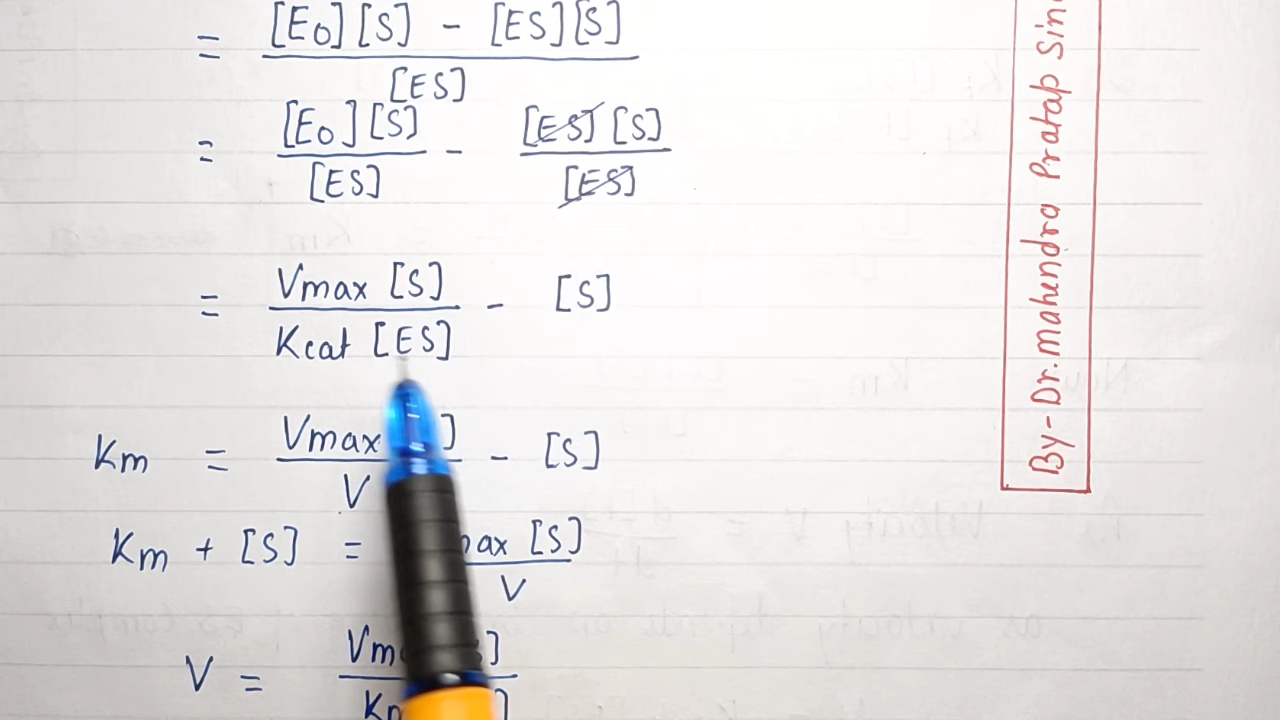 = [E0][S] - [ES][S]
[ES]
= [E0][S] - [ES][S]
[ES] [ES]
= Vmax [S] - [S]
Kcat [ES]
Km = Vmax ] - [S]
V
Km + [S] = ax [S]
V
V = Vm ]
K ]
By-Dr. Mahendra Pratap Sin